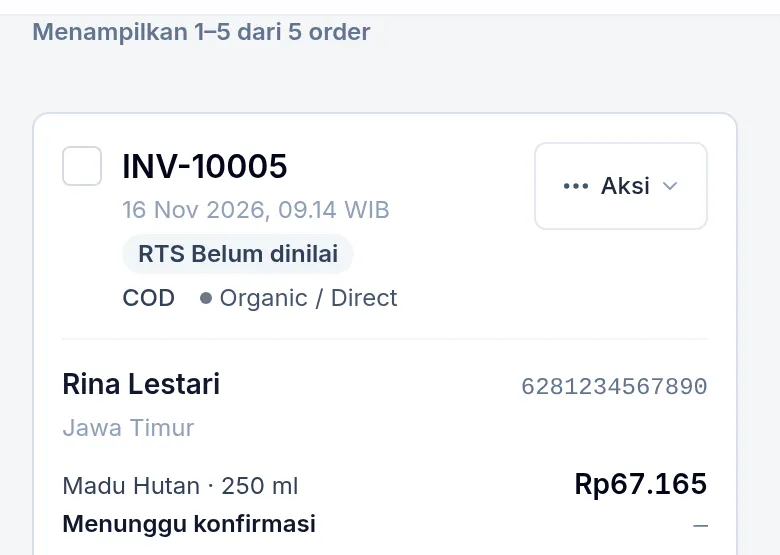 Menampilkan 1–5 dari 5 order
INV-10005
••• Aksi
16 Nov 2026, 09.14 WIB
RTS Belum dinilai
COD ● Organic / Direct
Rina Lestari 6281234567890
Jawa Timur
Madu Hutan · 250 ml Rp67.165
Menunggu konfirmasi –